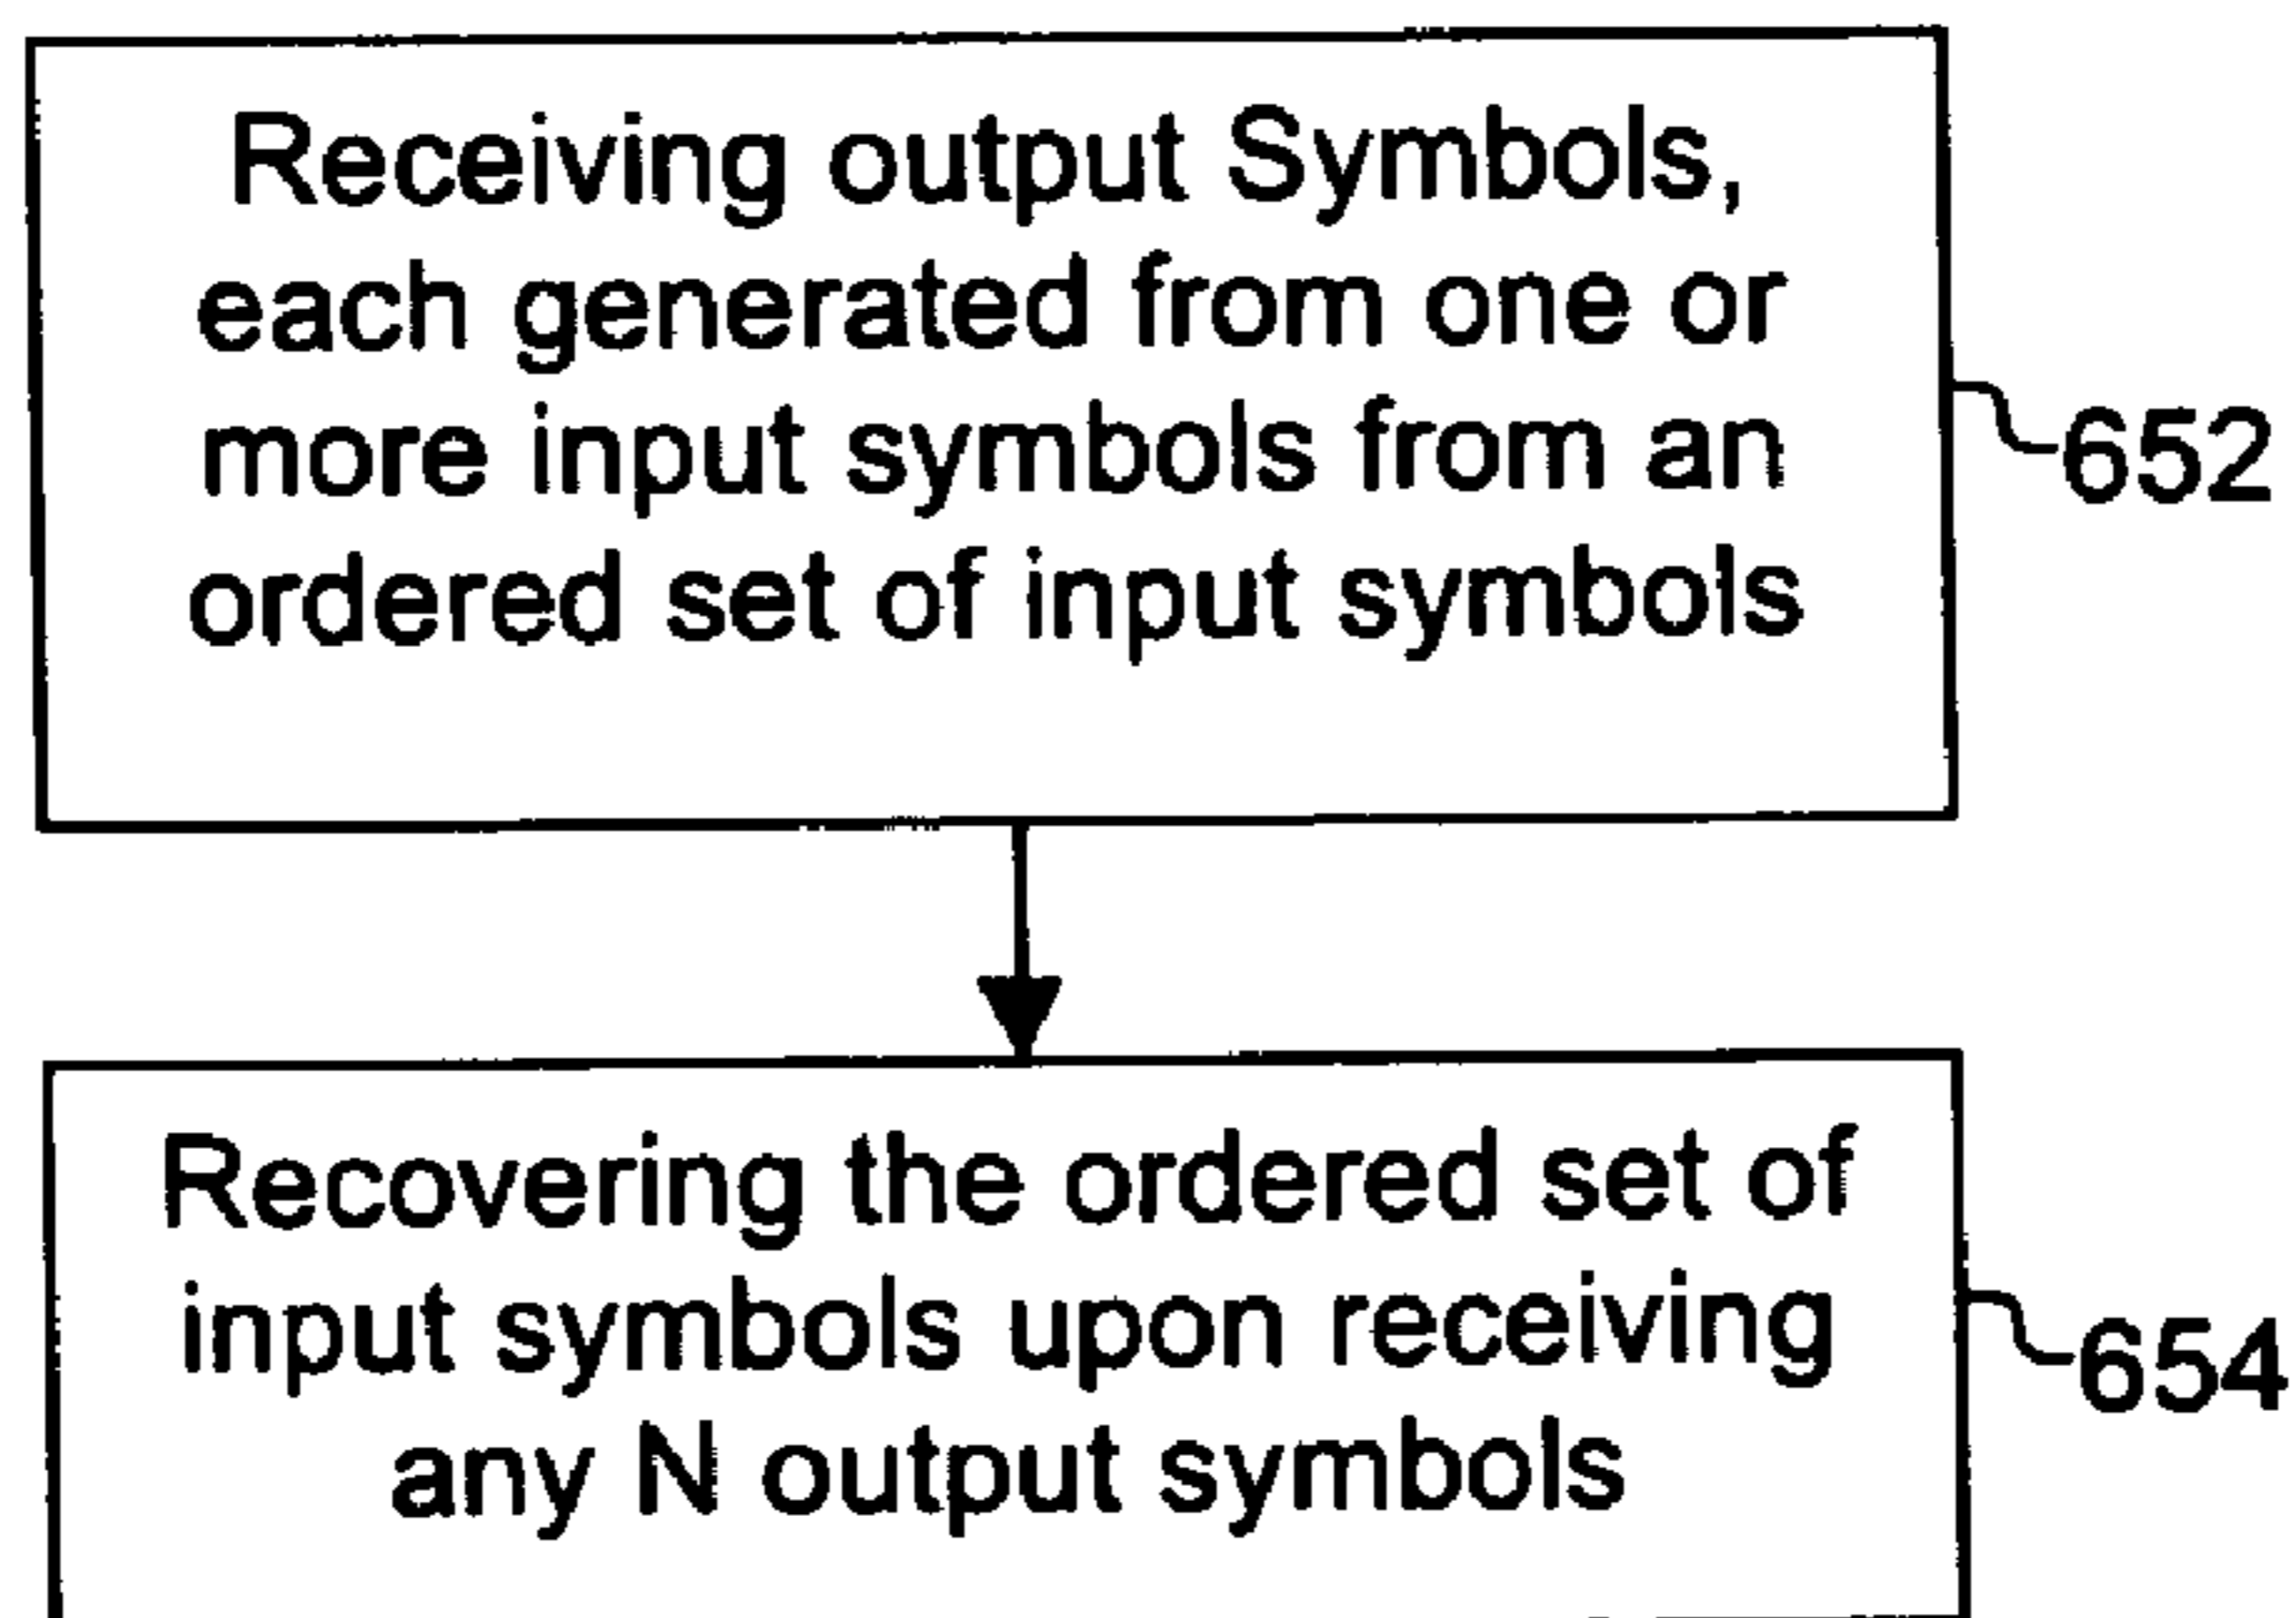 Receiving output Symbols,
each generated from one or
more input symbols from an
ordered set of input symbols
652
Recovering the ordered set of
input symbols upon receiving
any N output symbols
654